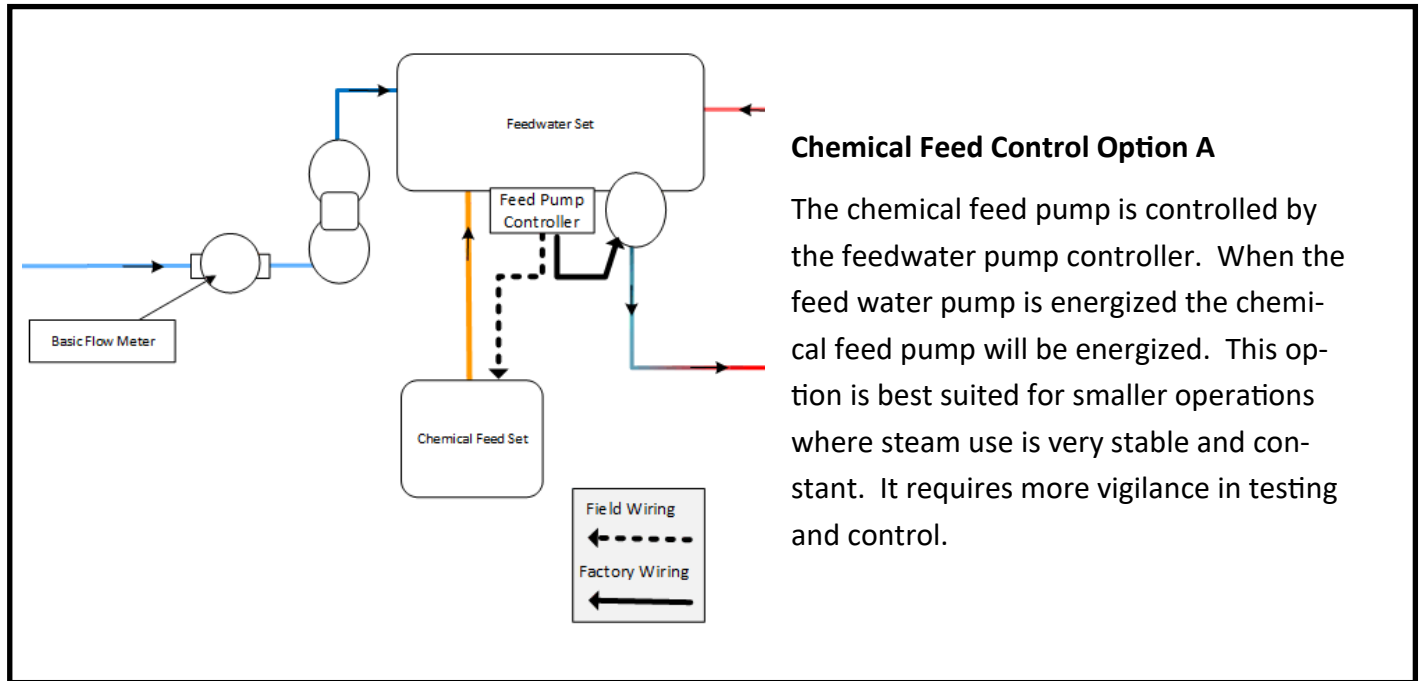 Feedwater Set
Feed Pump
Controller
Basic Flow Meter
Chemical Feed Set
Field Wiring
Factory Wiring
Chemical Feed Control Option A
The chemical feed pump is controlled by
the feedwater pump controller.  When the
feed water pump is energized the chemi-
cal feed pump will be energized.  This op-
tion is best suited for smaller operations
where steam use is very stable and con-
stant.  It requires more vigilance in testing
and control.